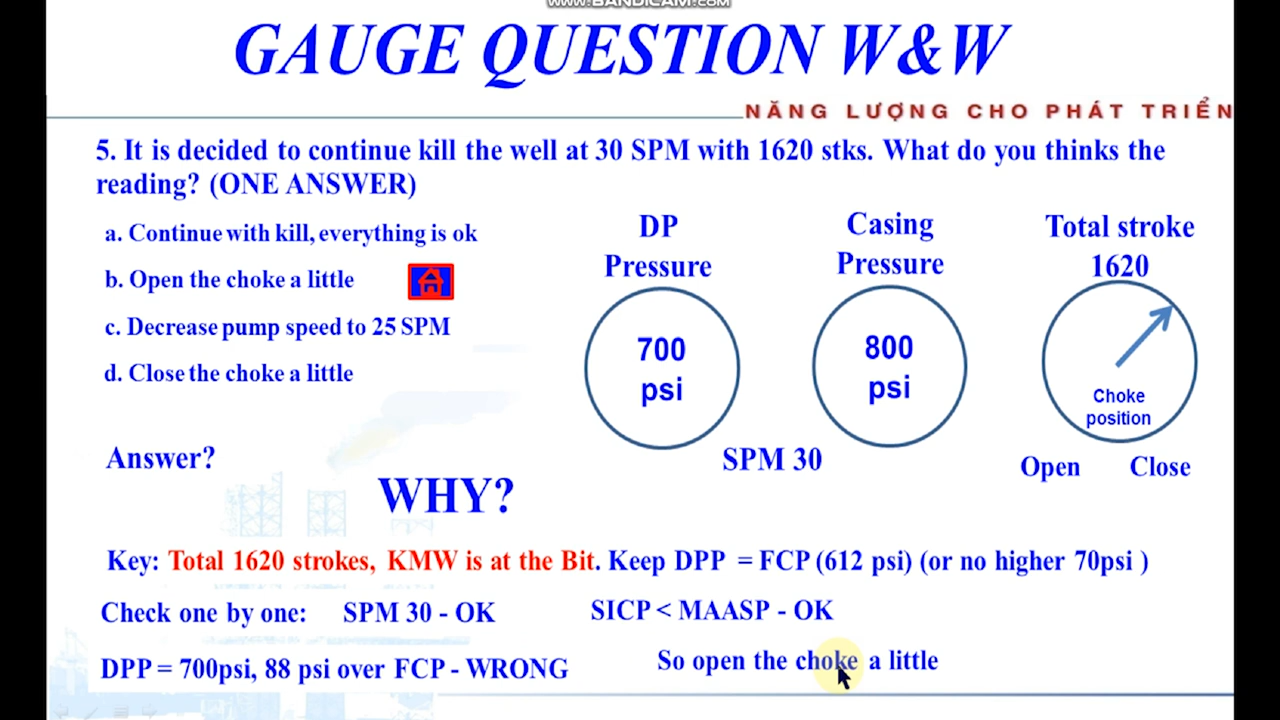 www.BANDICAM.com
GAUGE QUESTION W&W
NĂNG LƯỢNG CHO PHÁT TRIỂN
5. It is decided to continue kill the well at 30 SPM with 1620 stks. What do you thinks the
reading? (ONE ANSWER)
a. Continue with kill, everything is ok
b. Open the choke a little
c. Decrease pump speed to 25 SPM
d. Close the choke a little
DP
Pressure
700
psi
Casing
Pressure
800
psi
Total stroke
1620
Choke
position
SPM 30
Open Close
Answer?
WHY?
Key: Total 1620 strokes, KMW is at the Bit. Keep DPP = FCP (612 psi) (or no higher 70psi )
Check one by one: SPM 30 - OK SICP < MAASP - OK
DPP = 700psi, 88 psi over FCP - WRONG
So open the choke a little